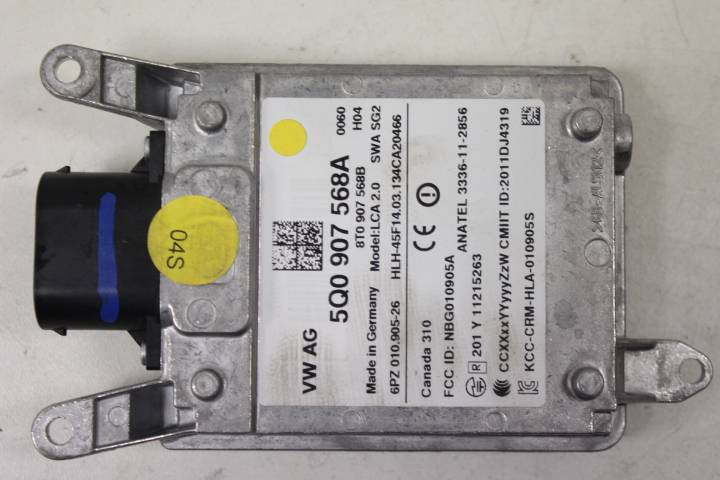 VW AG
5Q0 907 568A
0060
8T0 907 568B
H04
Made in Germany Model:LCA 2.0 SWA SG2
6PZ 010.905-26 HLH-45F14.03.134CA20466
CE
Canada 310
FCC ID: NBG010905A ANATEL 3336-11-2856
R 201 Y 11215263
CCXXxxYYyyyZzW CMIIT ID:2011DJ4319
KCC-CRM-HLA-010905S
04S